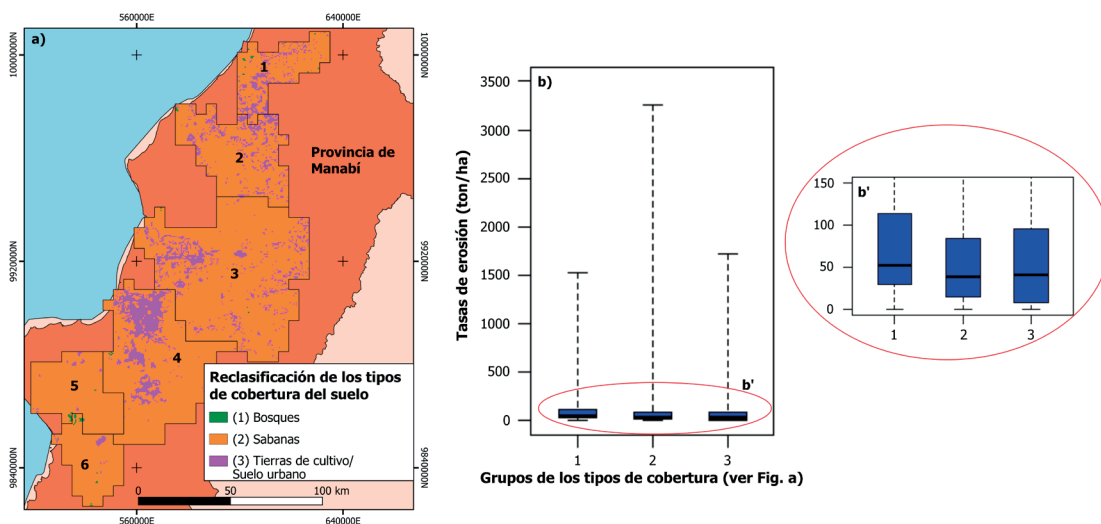 560000E
640000E
a)
10000000N
10000000N
1
2
Provincia de
Manabí
9920000N
9920000N
3
4
5
6
Reclasificación de los tipos
de cobertura del suelo
(1) Bosques
(2) Sabanas
(3) Tierras de cultivo/
Suelo urbano
9840000N
9840000N
0
50
100 km
560000E
640000E
b)
Tasas de erosión (ton/ha)
3500
3000
2500
2000
1500
1000
500
0
b'
1
2
3
Grupos de los tipos de cobertura (ver Fig. a)
b'
150
100
50
0
1
2
3